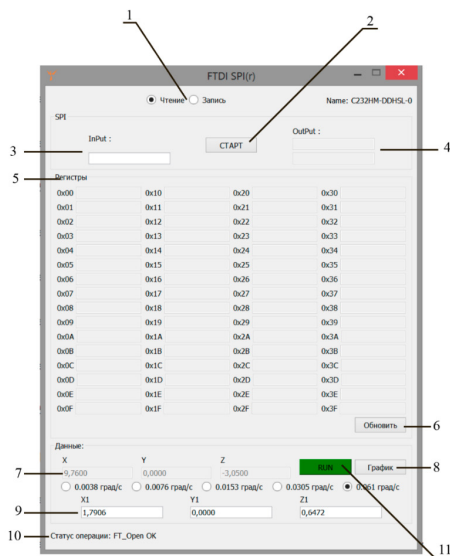 1
2
FTDI SPI(r)
Чтение Запись Name: C232HM-DDHSL-0
SPI
InPut : СТАРТ OutPut :
3 4
5 Регистры
0x00 0x10 0x20 0x30
0x01 0x11 0x21 0x31
0x02 0x12 0x22 0x32
0x03 0x13 0x23 0x33
0x04 0x14 0x24 0x34
0x05 0x15 0x25 0x35
0x06 0x16 0x26 0x36
0x07 0x17 0x27 0x37
0x08 0x18 0x28 0x38
0x09 0x19 0x29 0x39
0x0A 0x1A 0x2A 0x3A
0x0B 0x1B 0x2B 0x3B
0x0C 0x1C 0x2C 0x3C
0x0D 0x1D 0x2D 0x3D
0x0E 0x1E 0x2E 0x3E
0x0F 0x1F 0x2F 0x3F
Обновить 6
Данные:
X Y Z
7 9,7600 0,0000 -3,0500 RUN График 8
0.0038 град/с 0.0076 град/с 0.0153 град/с 0.0305 град/с 0.061 град/с
X1 Y1 Z1
9 1,7906 0,0000 0,6472
10 Статус операции: FT_Open OK
11